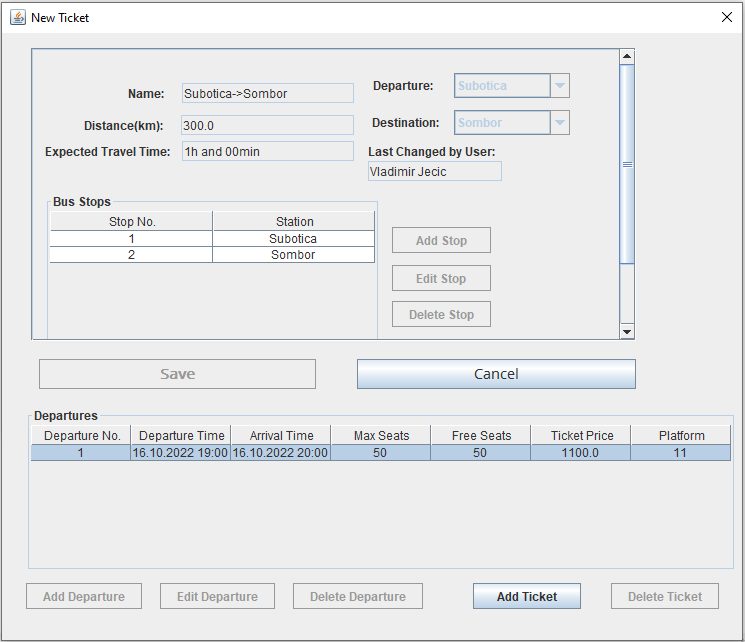 New Ticket
Name: Subotica->Sombor
Departure: Subotica
Distance(km): 300.0
Destination: Sombor
Expected Travel Time: 1h and 00min
Last Changed by User:
Vladimir Jecic
Bus Stops
Stop No. Station
1 Subotica
2 Sombor
Add Stop
Edit Stop
Delete Stop
Save Cancel
Departures
Departure No. Departure Time Arrival Time Max Seats Free Seats Ticket Price Platform
1 16.10.2022 19:00 16.10.2022 20:00 50 50 1100.0 11
Add Departure Edit Departure Delete Departure Add Ticket Delete Ticket